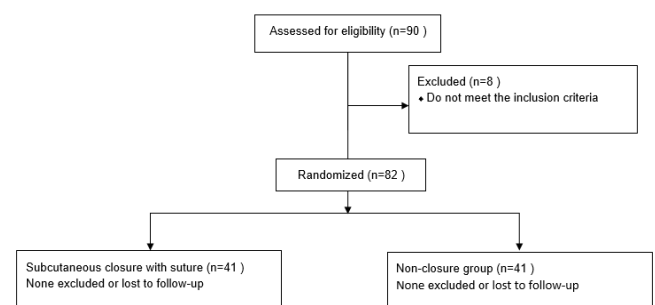 Assessed for eligibility (n=90 )
Excluded (n=8 )
⬥ Do not meet the inclusion criteria
Randomized (n=82 )
Subcutaneous closure with suture (n=41 )
None excluded or lost to follow-up
Non-closure group (n=41 )
None excluded or lost to follow-up